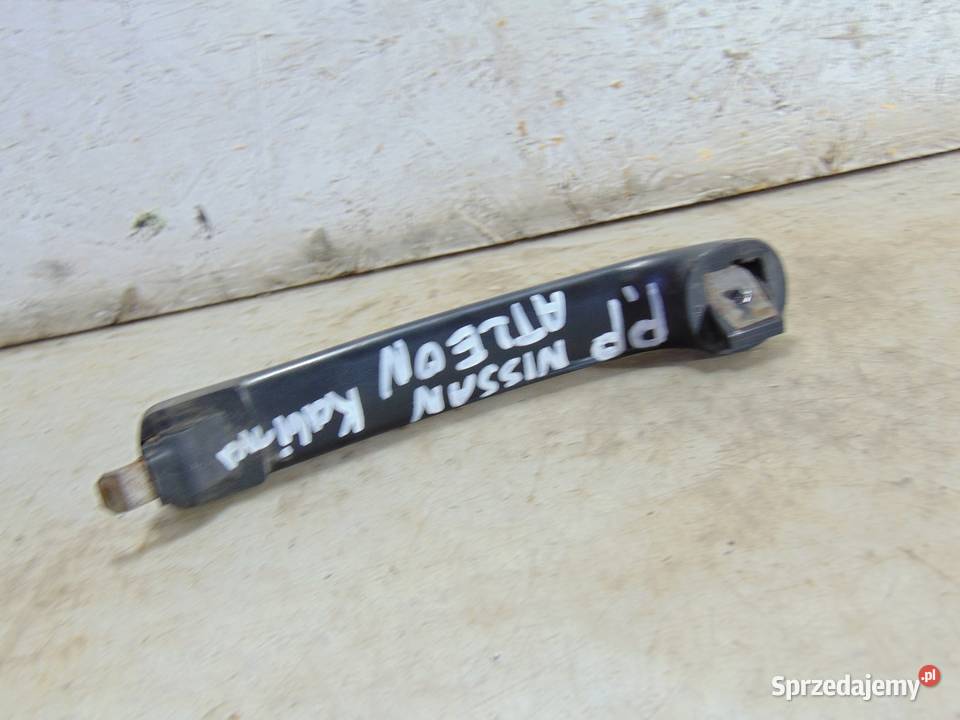 P.P NISSAN
ATLEON Kabina
Sprzedajemy.pl